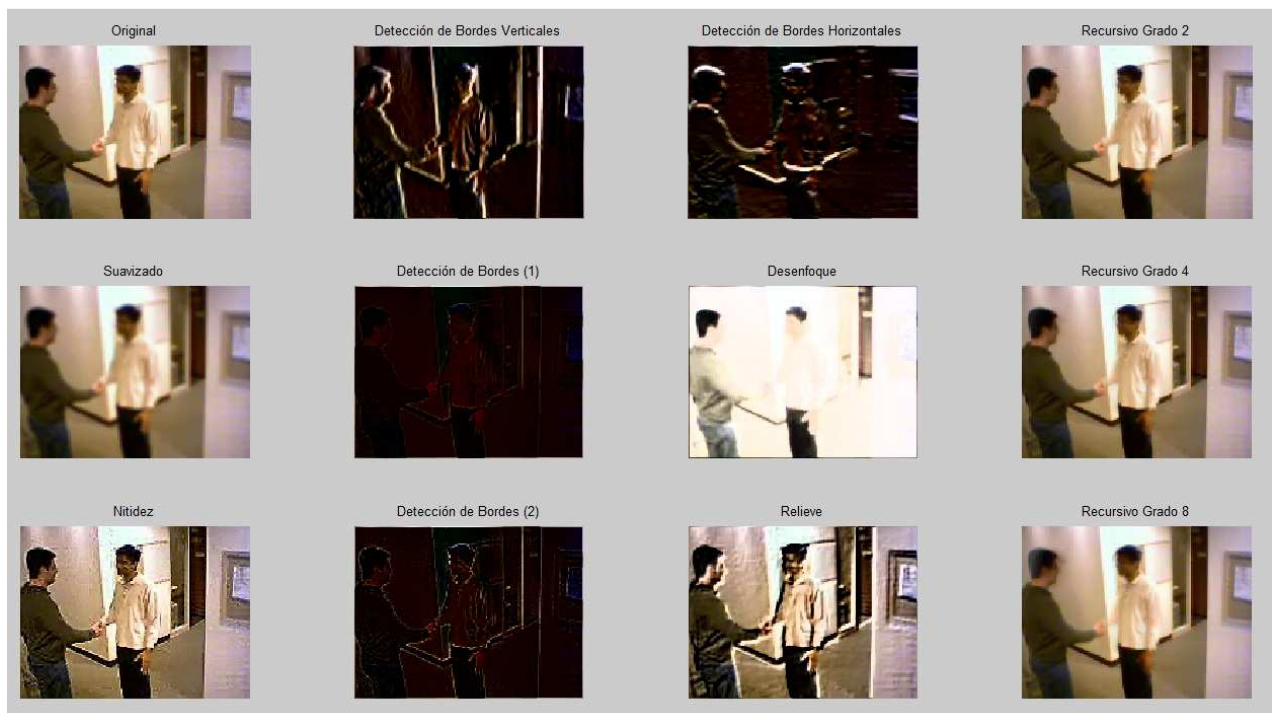 Original
Detección de Bordes Verticales
Detección de Bordes Horizontales
Recursivo Grado 2
Suavizado
Detección de Bordes (1)
Desenfoque
Recursivo Grado 4
Nitidez
Detección de Bordes (2)
Relieve
Recursivo Grado 8